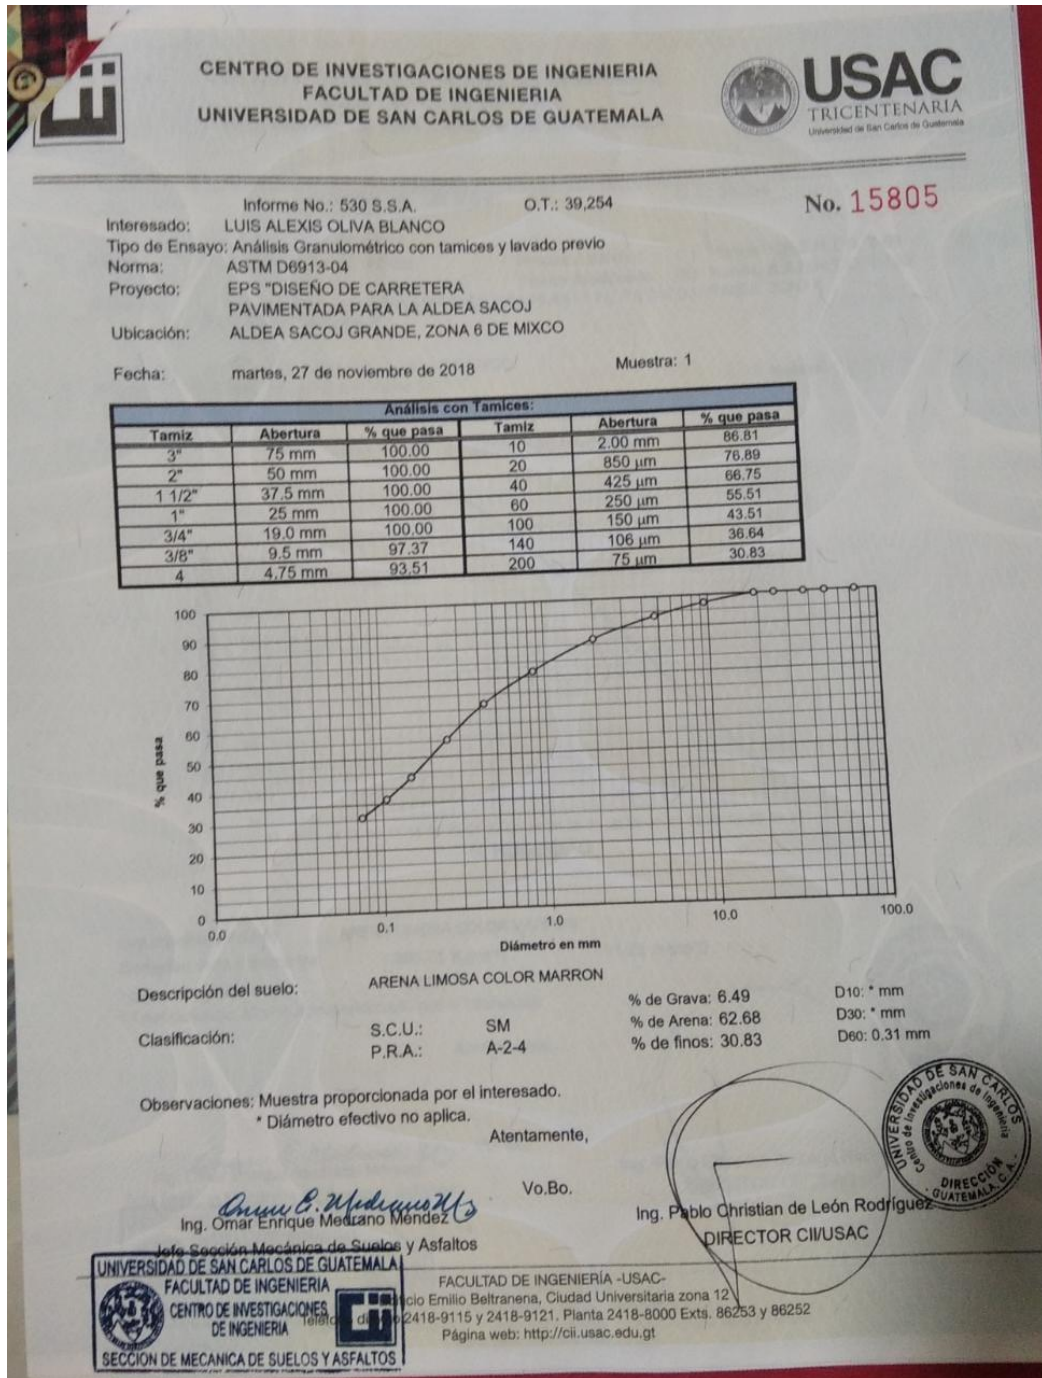 CENTRO DE INVESTIGACIONES DE INGENIERIA
FACULTAD DE INGENIERIA
UNIVERSIDAD DE SAN CARLOS DE GUATEMALA
USAC
TRICENTENARIA
Universidad de San Carlos de Guatemala
Informe No.: 530 S.S.A. O.T.: 39,254 No. 15805
Interesado: LUIS ALEXIS OLIVA BLANCO
Tipo de Ensayo: Análisis Granulométrico con tamices y lavado previo
Norma: ASTM D6913-04
Proyecto: EPS "DISEÑO DE CARRETERA
PAVIMENTADA PARA LA ALDEA SACOJ
Ubicación: ALDEA SACOJ GRANDE, ZONA 6 DE MIXCO
Fecha: martes, 27 de noviembre de 2018 Muestra: 1
Análisis con Tamices:
Tamiz Abertura % que pasa Tamiz Abertura % que pasa
3" 75 mm 100.00 10 2.00 mm 86.81
2" 50 mm 100.00 20 850 µm 76.89
1 1/2" 37.5 mm 100.00 40 425 µm 66.75
1" 25 mm 100.00 60 250 µm 55.51
3/4" 19.0 mm 100.00 100 150 µm 43.51
3/8" 9.5 mm 97.37 140 106 µm 36.64
4 4.75 mm 93.51 200 75 µm 30.83
100
90
80
70
60
50
40
30
20
10
0
% que pasa
0.0 0.1 1.0 10.0 100.0
Diámetro en mm
Descripción del suelo: ARENA LIMOSA COLOR MARRON
% de Grava: 6.49 D10: * mm
Clasificación: S.C.U.: SM % de Arena: 62.68 D30: * mm
P.R.A.: A-2-4 % de finos: 30.83 D60: 0.31 mm
Observaciones: Muestra proporcionada por el interesado.
* Diámetro efectivo no aplica.
Atentamente,
Vo.Bo.
Ing. Omar Enrique Medrano Méndez
Jefe Sección Mecánica de Suelos y Asfaltos
Ing. Pablo Christian de León Rodríguez
DIRECTOR CII/USAC
UNIVERSIDAD DE SAN CARLOS
Centro de Investigaciones de Ingeniería
DIRECCIÓN
GUATEMALA, C. A.
UNIVERSIDAD DE SAN CARLOS DE GUATEMALA
FACULTAD DE INGENIERIA
CENTRO DE INVESTIGACIONES
DE INGENIERIA
SECCION DE MECANICA DE SUELOS Y ASFALTOS
FACULTAD DE INGENIERÍA -USAC-
Emilio Beltranena, Ciudad Universitaria zona 12
2418-9115 y 2418-9121. Planta 2418-8000 Exts. 86253 y 86252
Página web: http://cii.usac.edu.gt